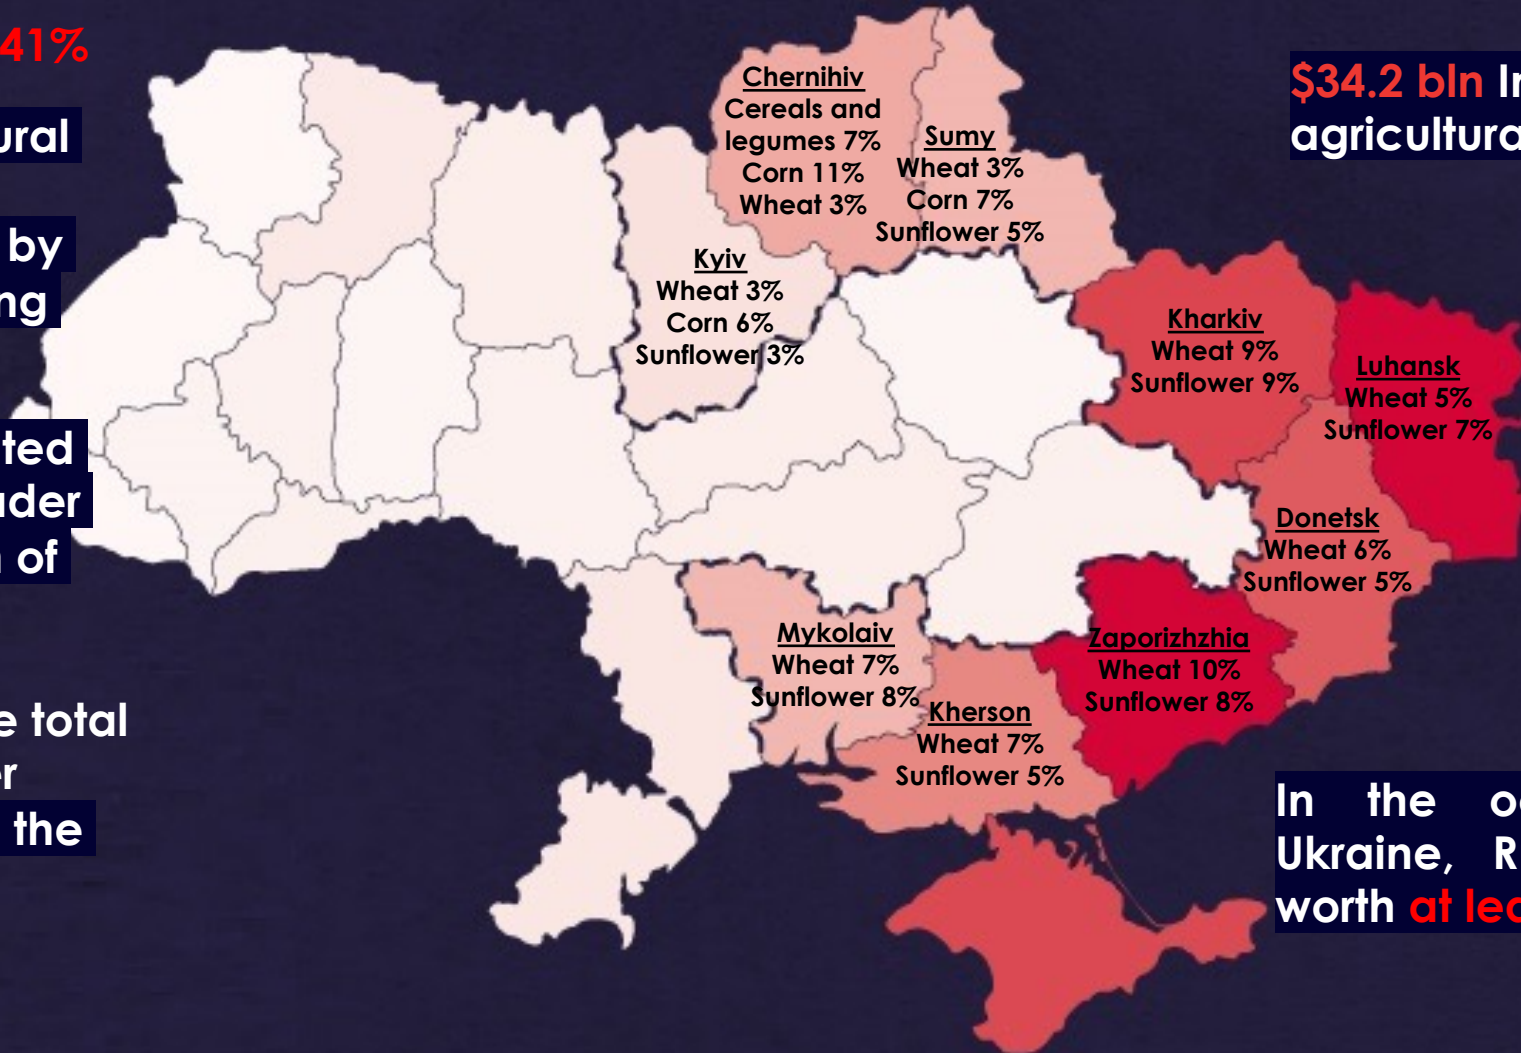 41%
ural
by
ng
ted
der
of
e total
er
the
Chernihiv
Cereals and
legumes 7%
Corn 11%
Wheat 3%
Sumy
Wheat 3%
Corn 7%
Sunflower 5%
Kyiv
Wheat 3%
Corn 6%
Sunflower 3%
Kharkiv
Wheat 9%
Sunflower 9%
Luhansk
Wheat 5%
Sunflower 7%
Donetsk
Wheat 6%
Sunflower 5%
Mykolaiv
Wheat 7%
Sunflower 8%
Kherson
Wheat 7%
Sunflower 5%
Zaporizhzhia
Wheat 10%
Sunflower 8%
$34.2 bln In
agricultura
In the o
Ukraine, R
worth at lea